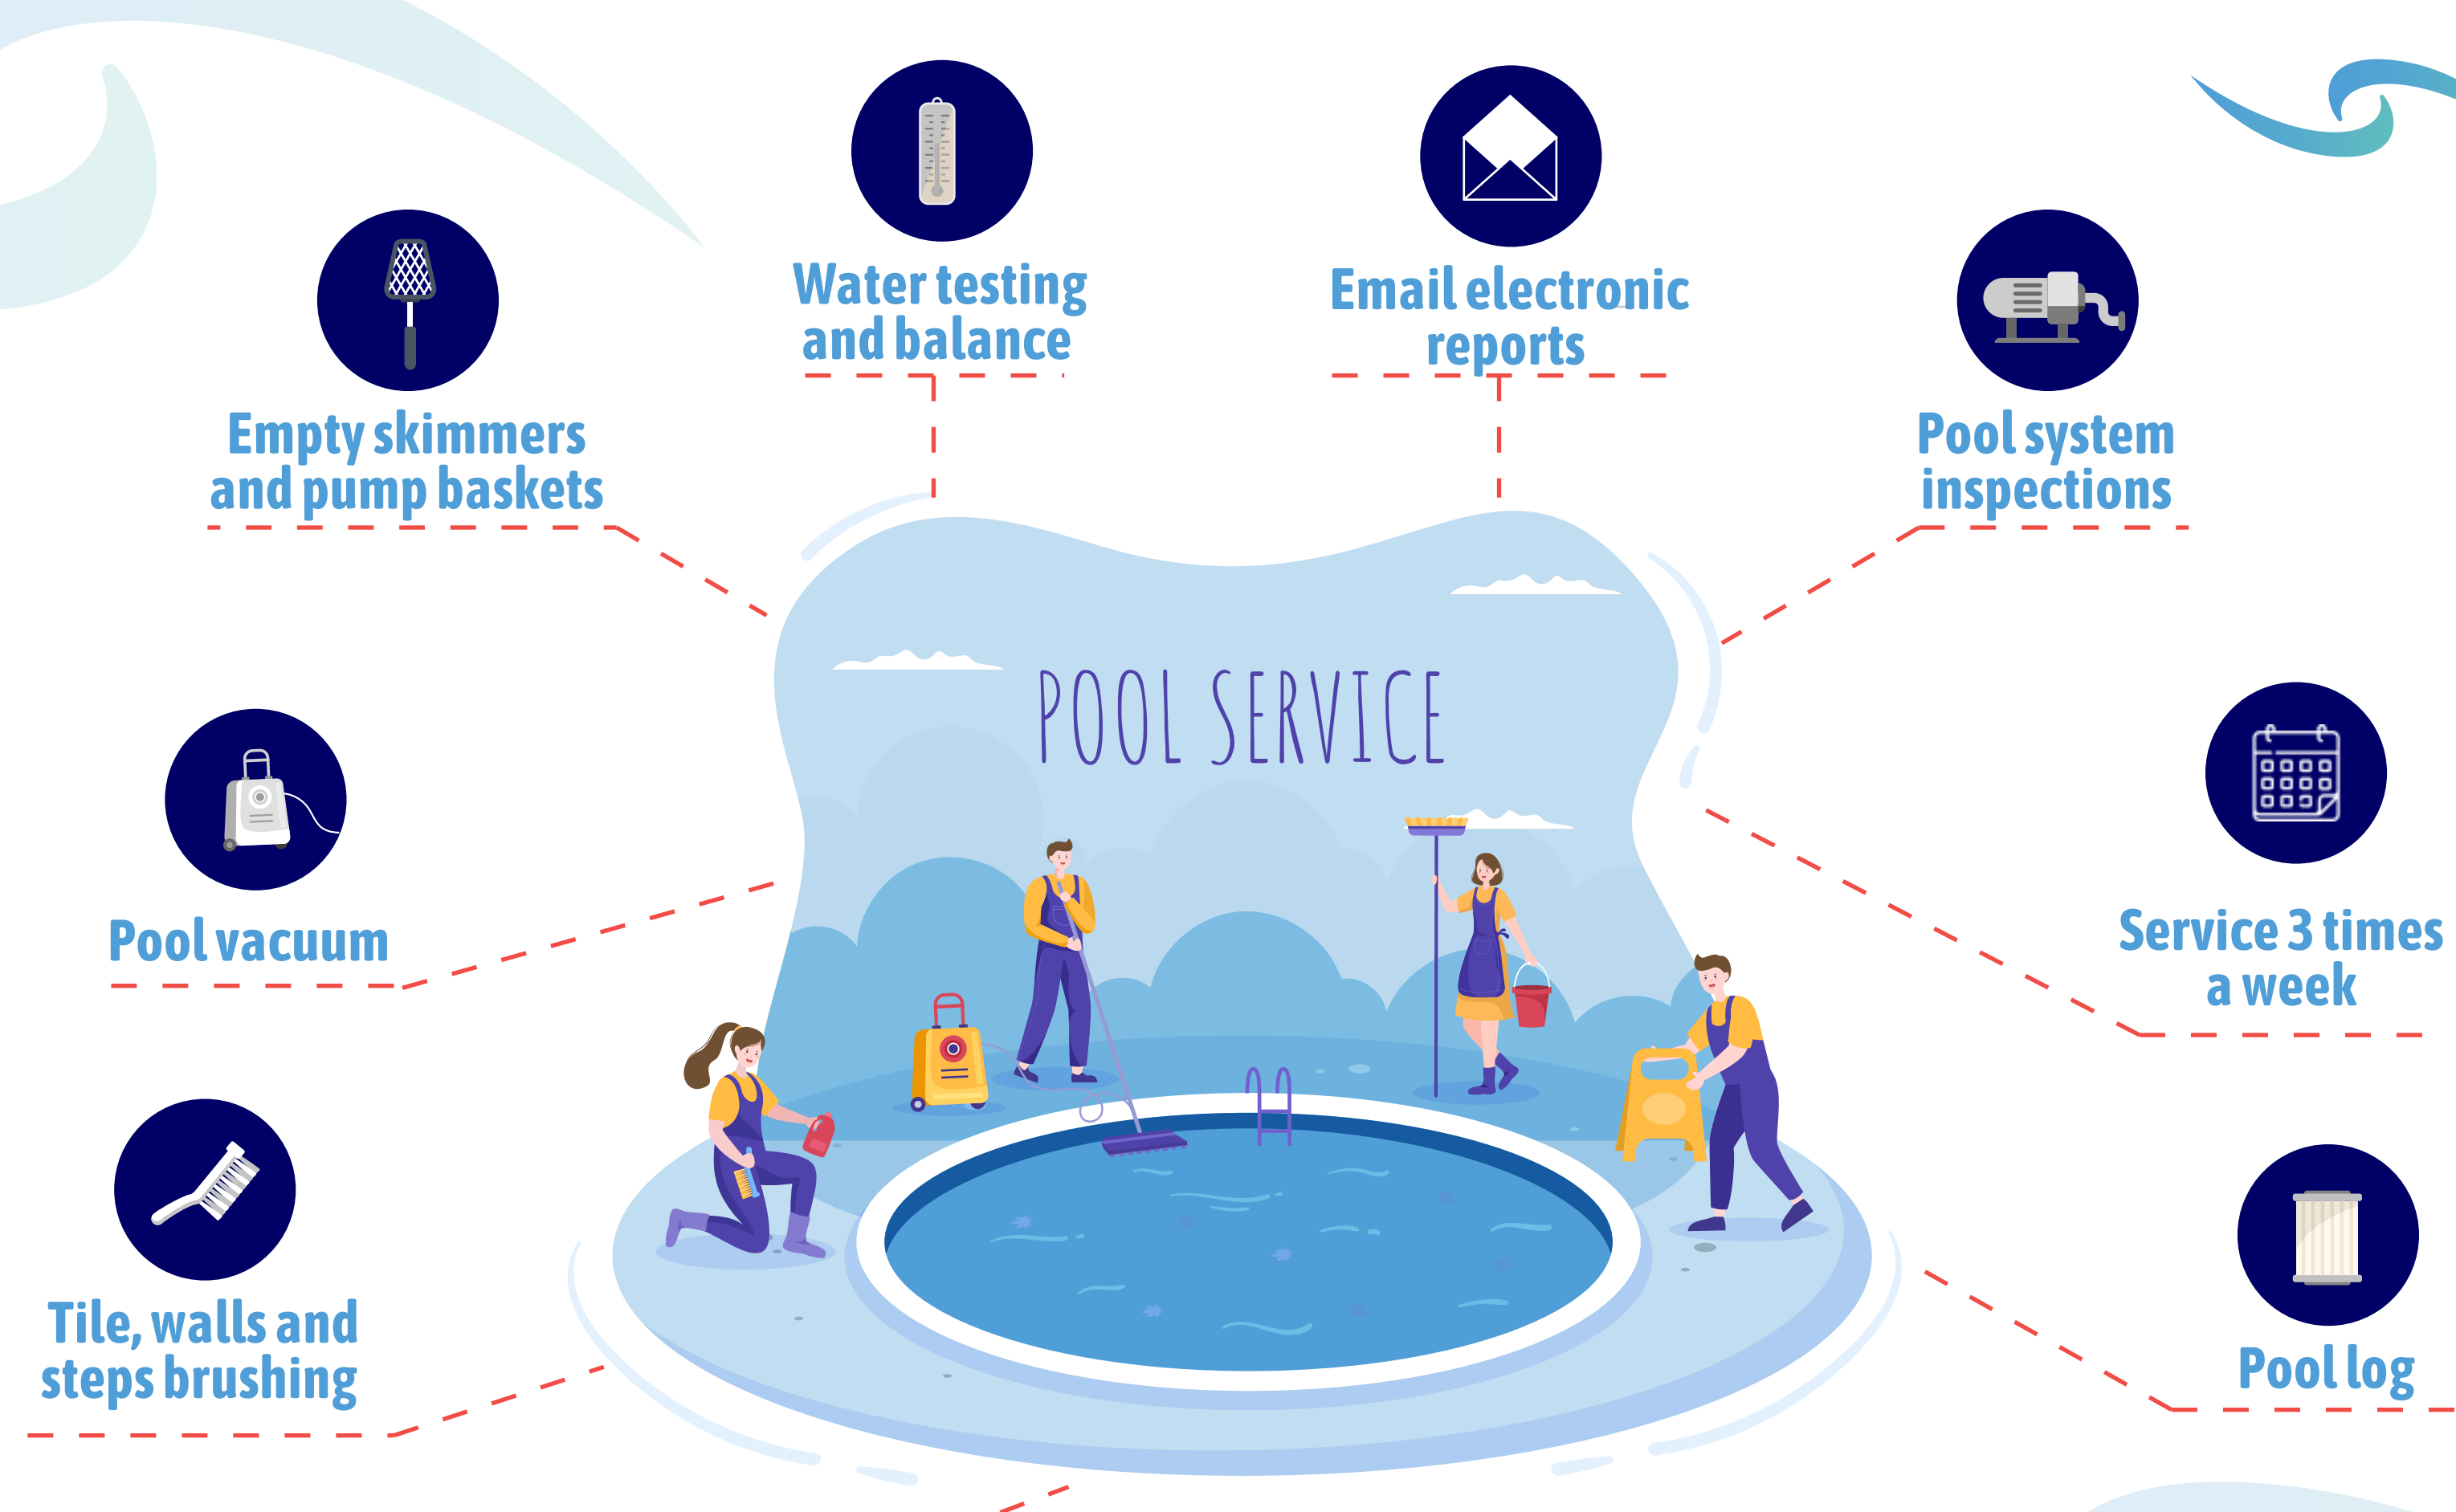 Water testing
and balance
Email electronic
reports
Empty skimmers
and pump baskets
Pool system
inspections
POOL SERVICE
Pool vacuum
Service 3 times
a week
Tile, walls and
steps brushing
Pool log